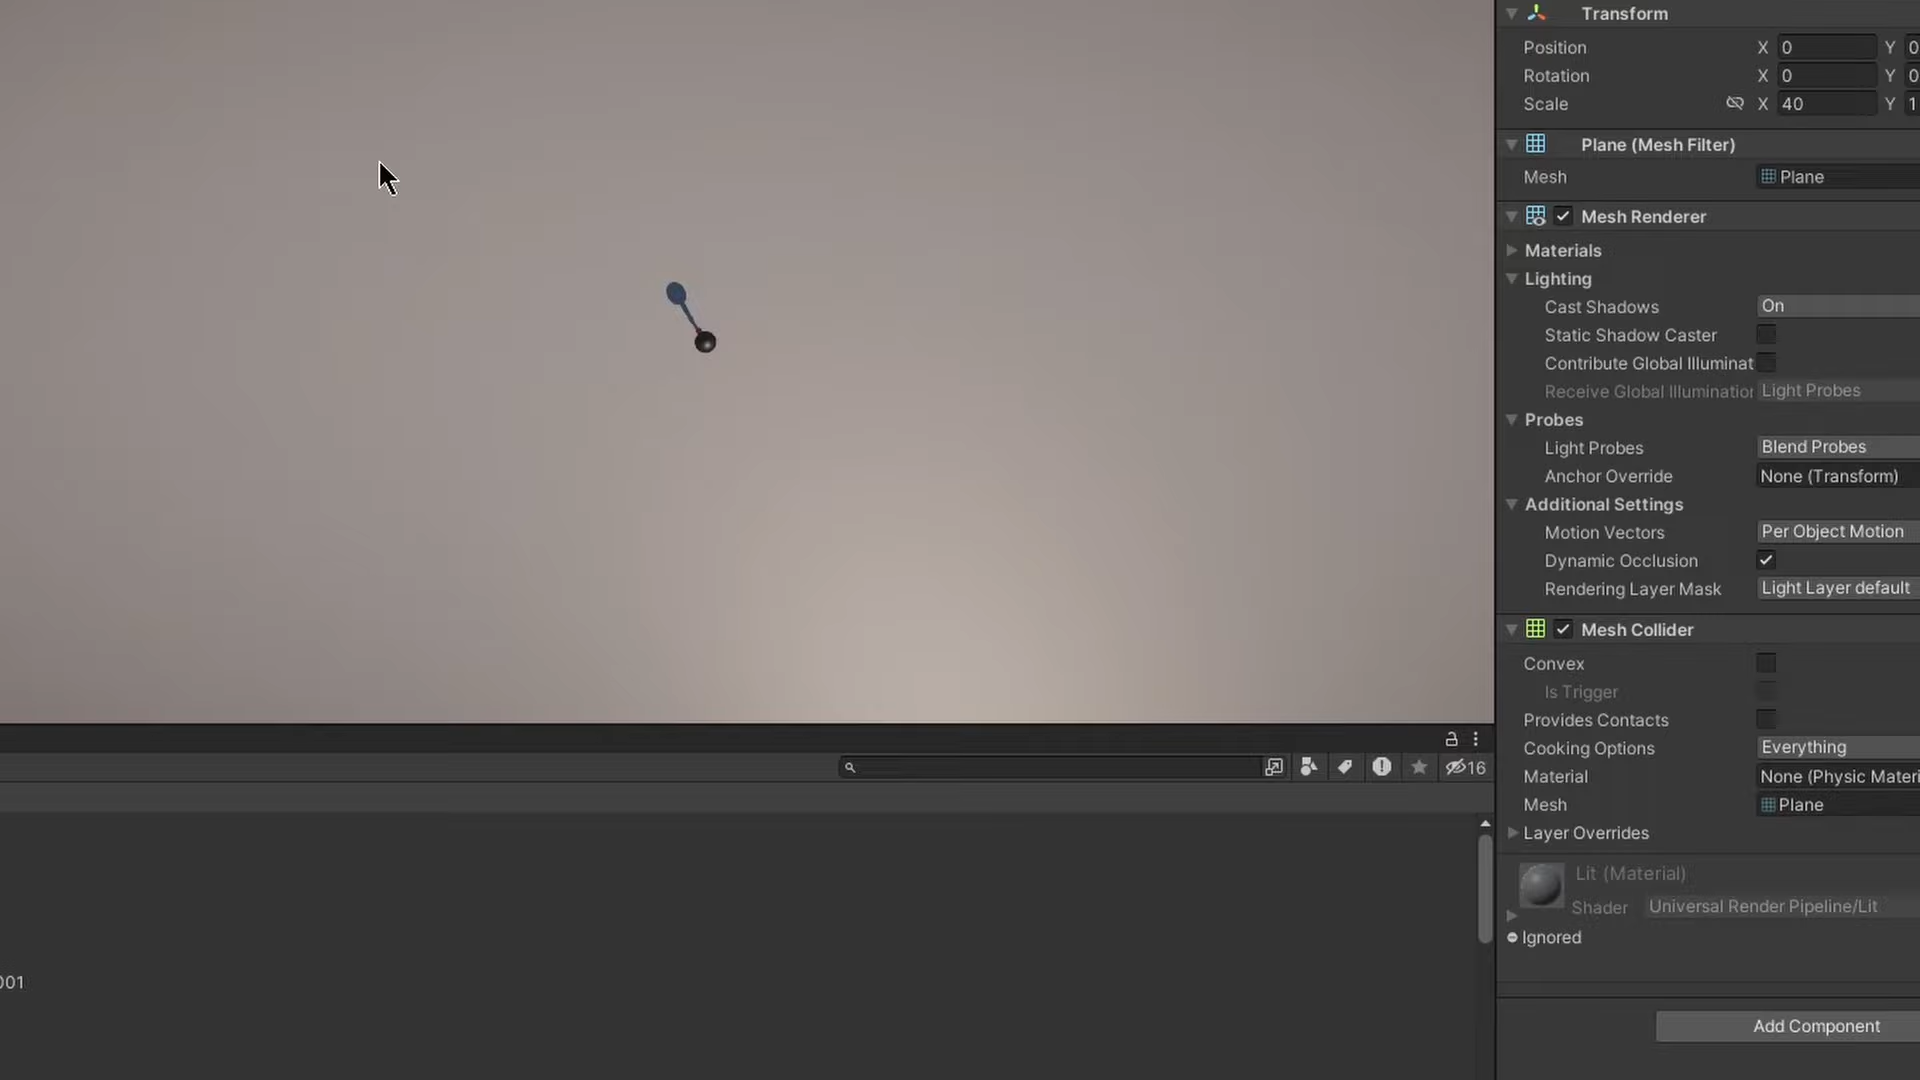 Transform
Position X 0 Y 0
Rotation X 0 Y 0
Scale X 40 Y 1
Plane (Mesh Filter)
Mesh Plane
Mesh Renderer
Materials
Lighting
Cast Shadows On
Static Shadow Caster
Contribute Global Illuminat
Receive Global Illumination Light Probes
Probes
Light Probes Blend Probes
Anchor Override None (Transform)
Additional Settings
Motion Vectors Per Object Motion
Dynamic Occlusion
Rendering Layer Mask Light Layer default
Mesh Collider
Convex
Is Trigger
Provides Contacts
Cooking Options Everything
Material None (Physic Materi
Mesh Plane
Layer Overrides
Lit (Material)
Shader Universal Render Pipeline/Lit
Ignored
Add Component
16
001